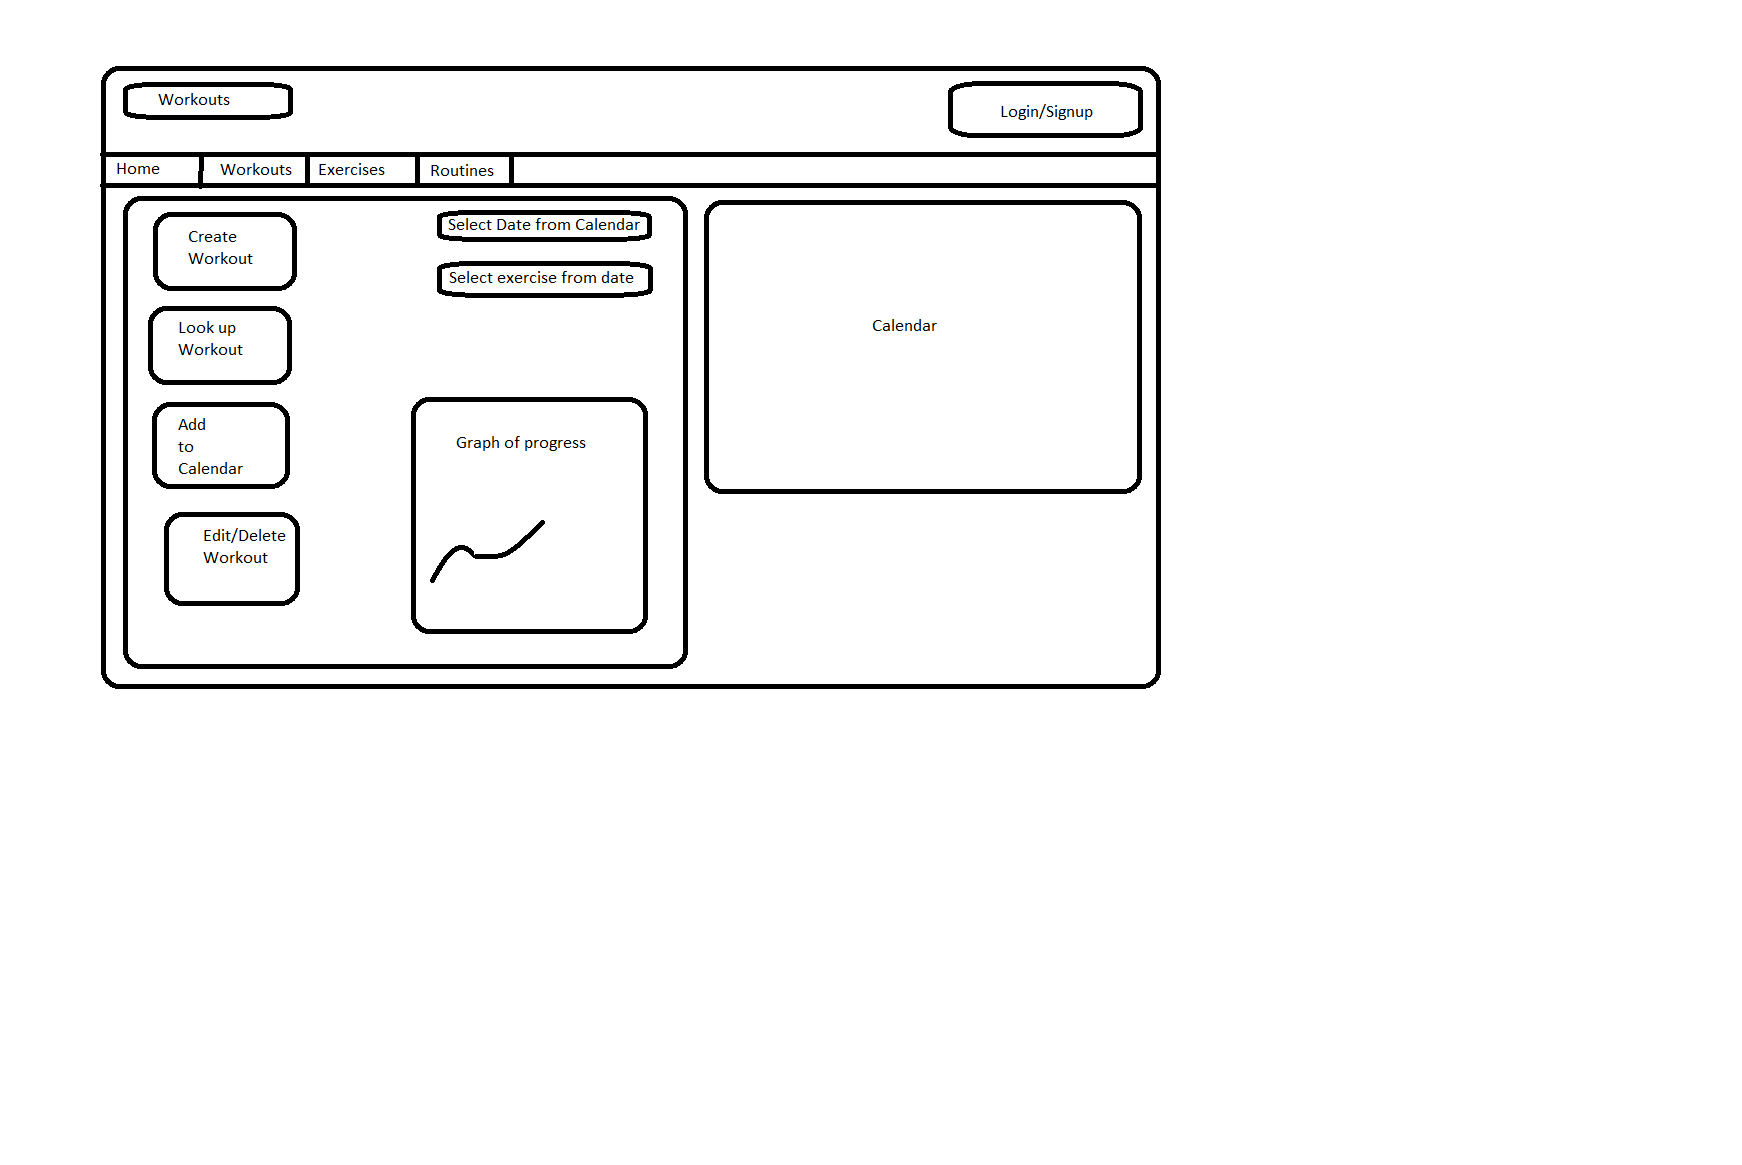 Workouts
Login/Signup
Home
Workouts
Exercises
Routines
Create
Workout
Look up
Workout
Add
to
Calendar
Edit/Delete
Workout
Select Date from Calendar
Select exercise from date
Graph of progress
Calendar